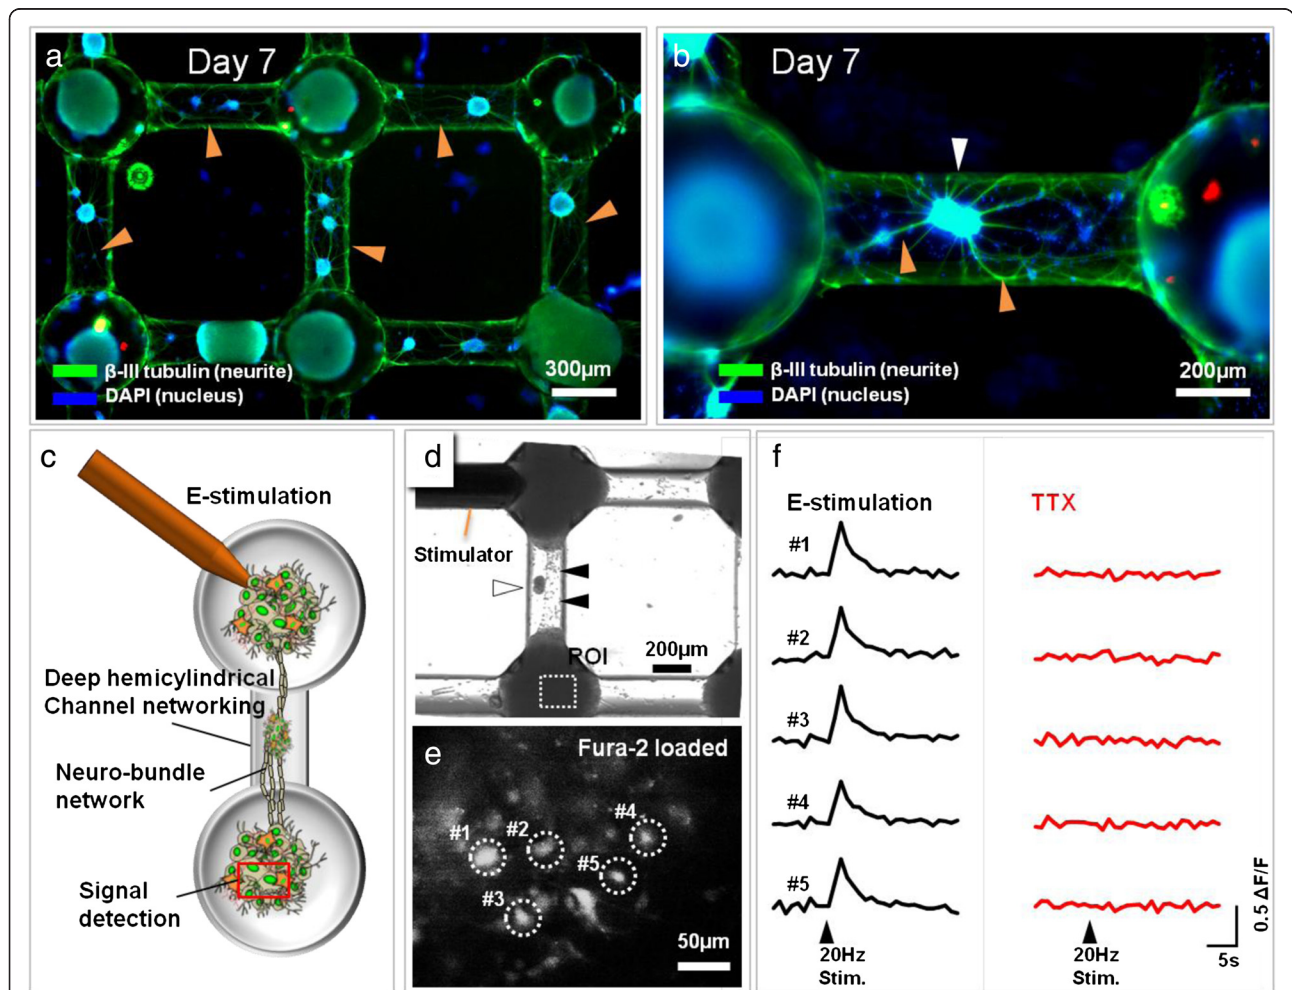 a
Day 7
β-III tubulin (neurite)
DAPI (nucleus)
300μm
b
Day 7
β-III tubulin (neurite)
DAPI (nucleus)
200μm
c
E-stimulation
Deep hemicylindrical
Channel networking
Neuro-bundle
network
Signal
detection
d
Stimulator
200μm
ROI
e
Fura-2 loaded
#1
#2
#4
#5
#3
50μm
f
E-stimulation
TTX
#1
#2
#3
#4
#5
20Hz
Stim.
20Hz
Stim.
0.5 ΔF/F
5s